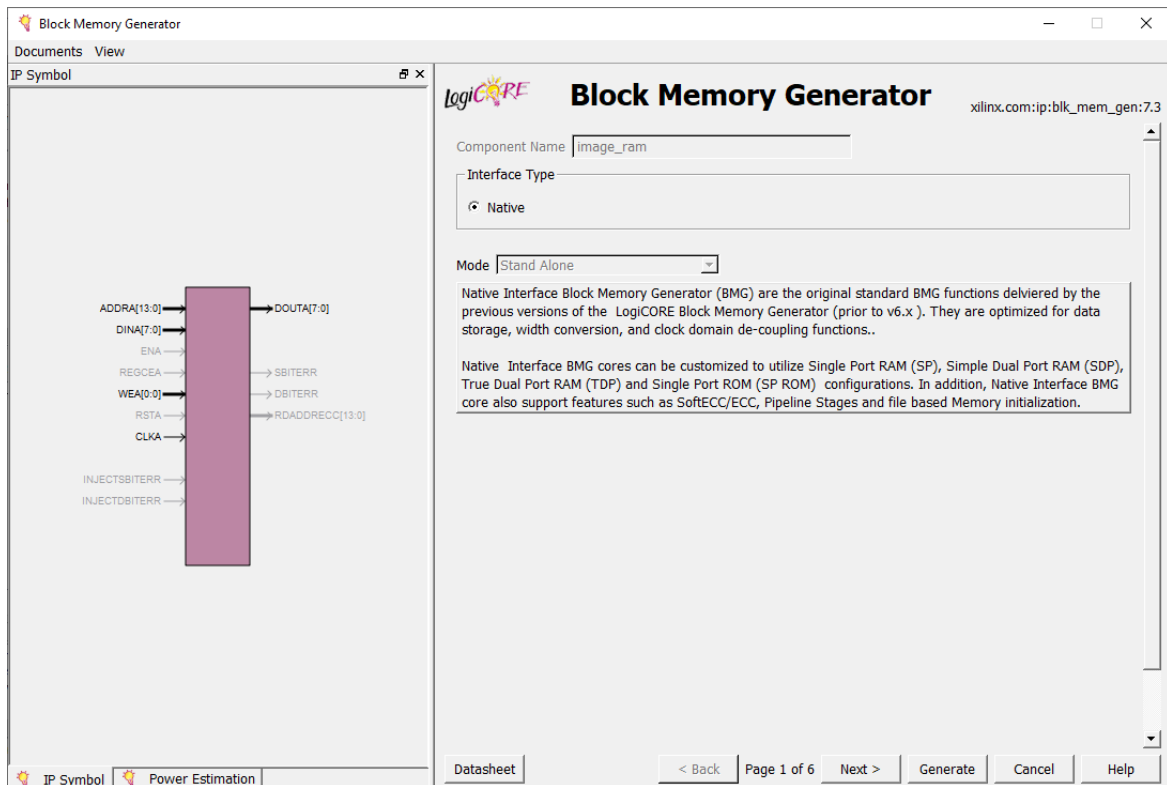 Block Memory Generator
Documents View
IP Symbol
ADDRA[13:0]
DOUTA[7:0]
DINA[7:0]
ENA
REGCEA
SBITERR
WEA[0:0]
DBITERR
RSTA
RDADDRECC[13:0]
CLKA
INJECTSBITERR
INJECTDBITERR
IP Symbol
Power Estimation
LogiCORE
Block Memory Generator
xilinx.com:ip:blk_mem_gen:7.3
Component Name image_ram
Interface Type
Native
Mode Stand Alone
Native Interface Block Memory Generator (BMG) are the original standard BMG functions delviered by the
previous versions of the LogiCORE Block Memory Generator (prior to v6.x ). They are optimized for data
storage, width conversion, and clock domain de-coupling functions..
Native Interface BMG cores can be customized to utilize Single Port RAM (SP), Simple Dual Port RAM (SDP),
True Dual Port RAM (TDP) and Single Port ROM (SP ROM) configurations. In addition, Native Interface BMG
core also support features such as SoftECC/ECC, Pipeline Stages and file based Memory initialization.
Datasheet
< Back Page 1 of 6 Next > Generate Cancel Help